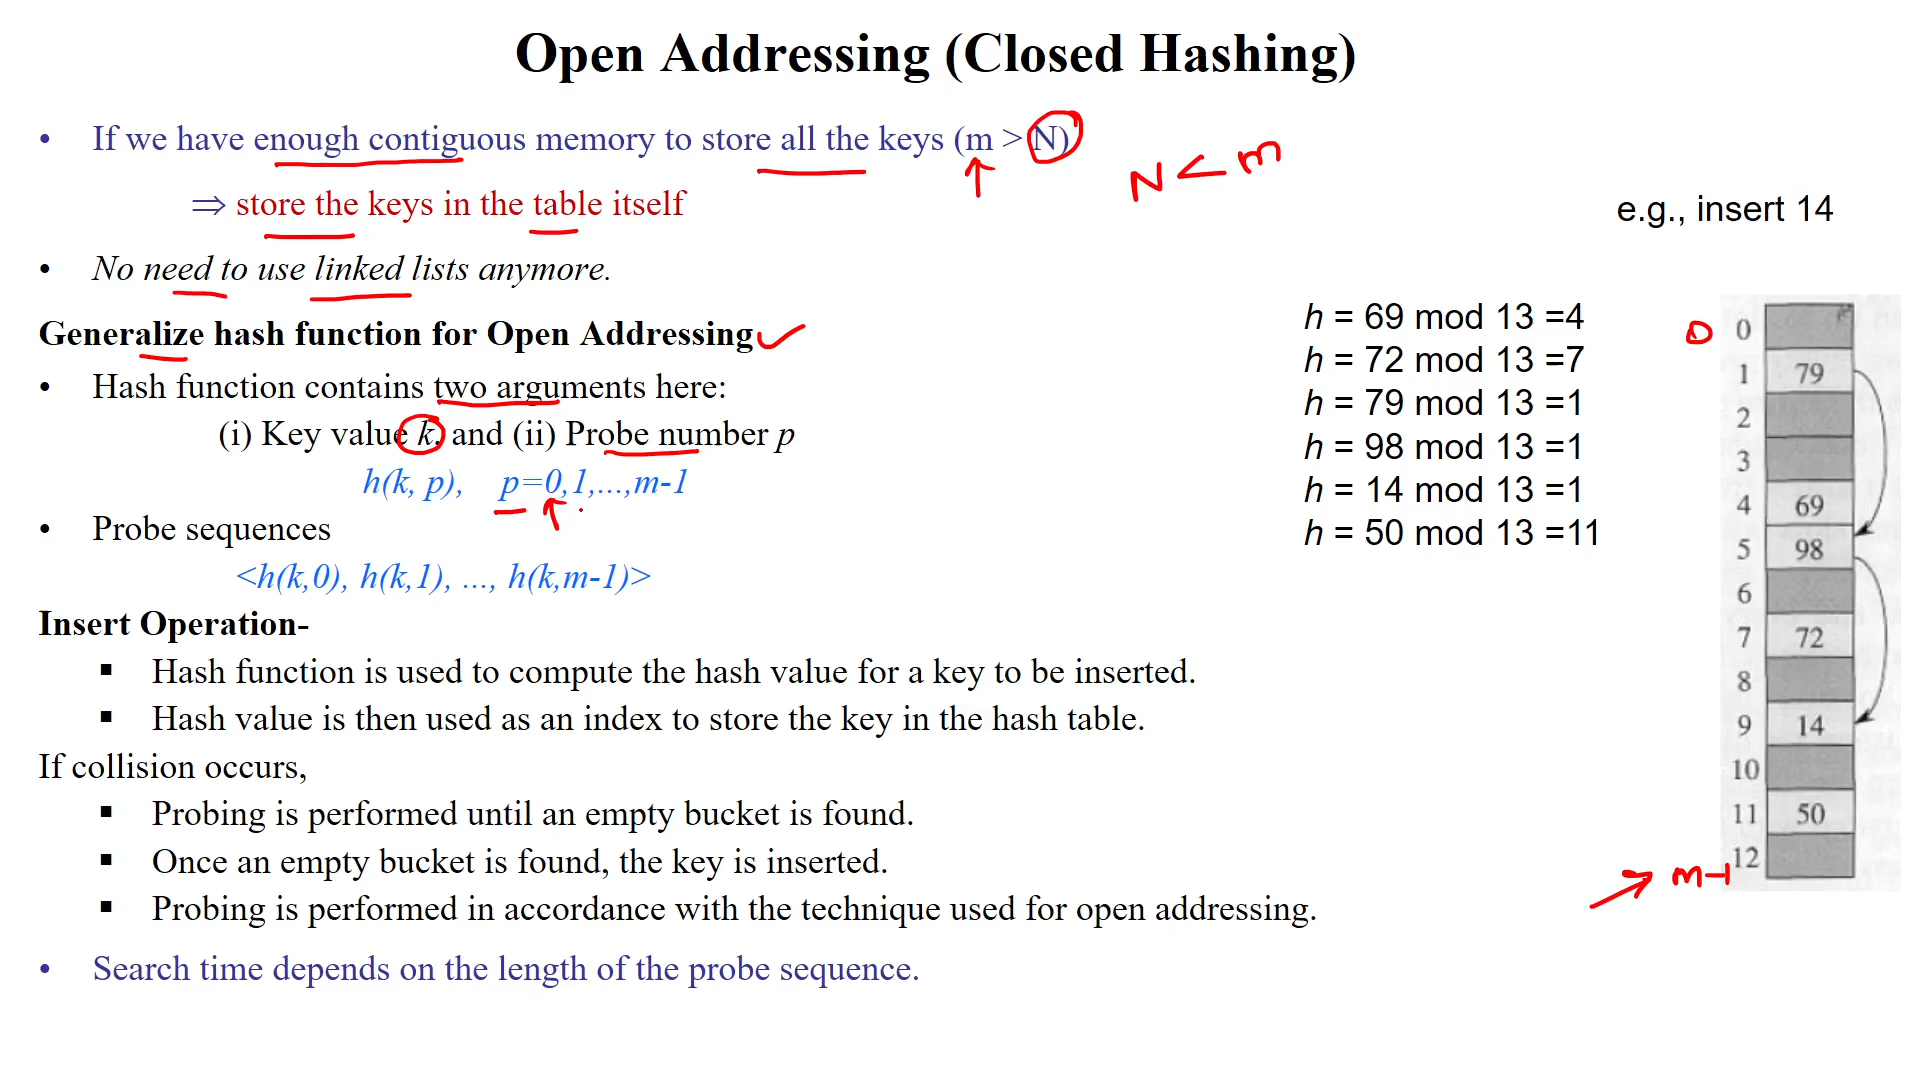 Open Addressing (Closed Hashing)
• If we have enough contiguous memory to store all the keys (m > N)
N < m
⇒ store the keys in the table itself
e.g., insert 14
• No need to use linked lists anymore.
Generalize hash function for Open Addressing
• Hash function contains two arguments here:
(i) Key value k, and (ii) Probe number p
h(k, p), p=0,1,...,m-1
• Probe sequences
<h(k,0), h(k,1), ..., h(k,m-1)>
Insert Operation-
▪ Hash function is used to compute the hash value for a key to be inserted.
▪ Hash value is then used as an index to store the key in the hash table.
If collision occurs,
▪ Probing is performed until an empty bucket is found.
▪ Once an empty bucket is found, the key is inserted.
▪ Probing is performed in accordance with the technique used for open addressing.
• Search time depends on the length of the probe sequence.
h = 69 mod 13 =4
h = 72 mod 13 =7
h = 79 mod 13 =1
h = 98 mod 13 =1
h = 14 mod 13 =1
h = 50 mod 13 =11
0 0
1 79
2
3
4 69
5 98
6
7 72
8
9 14
10
11 50
m-1 12